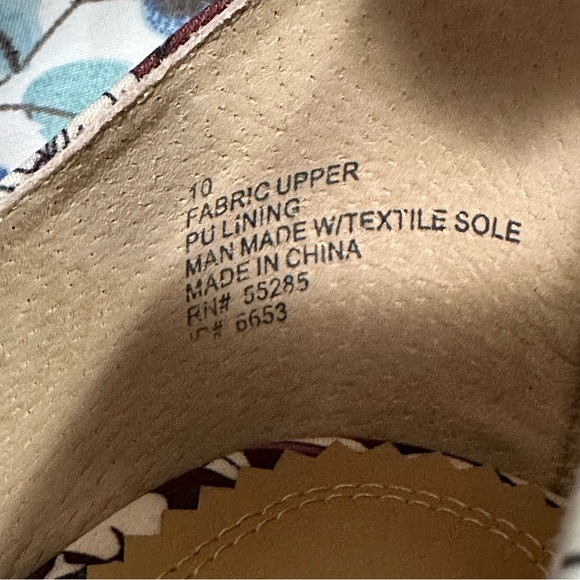 10
FABRIC UPPER
PU LINING
MAN MADE W/TEXTILE SOLE
MADE IN CHINA
RN# 55285
6653